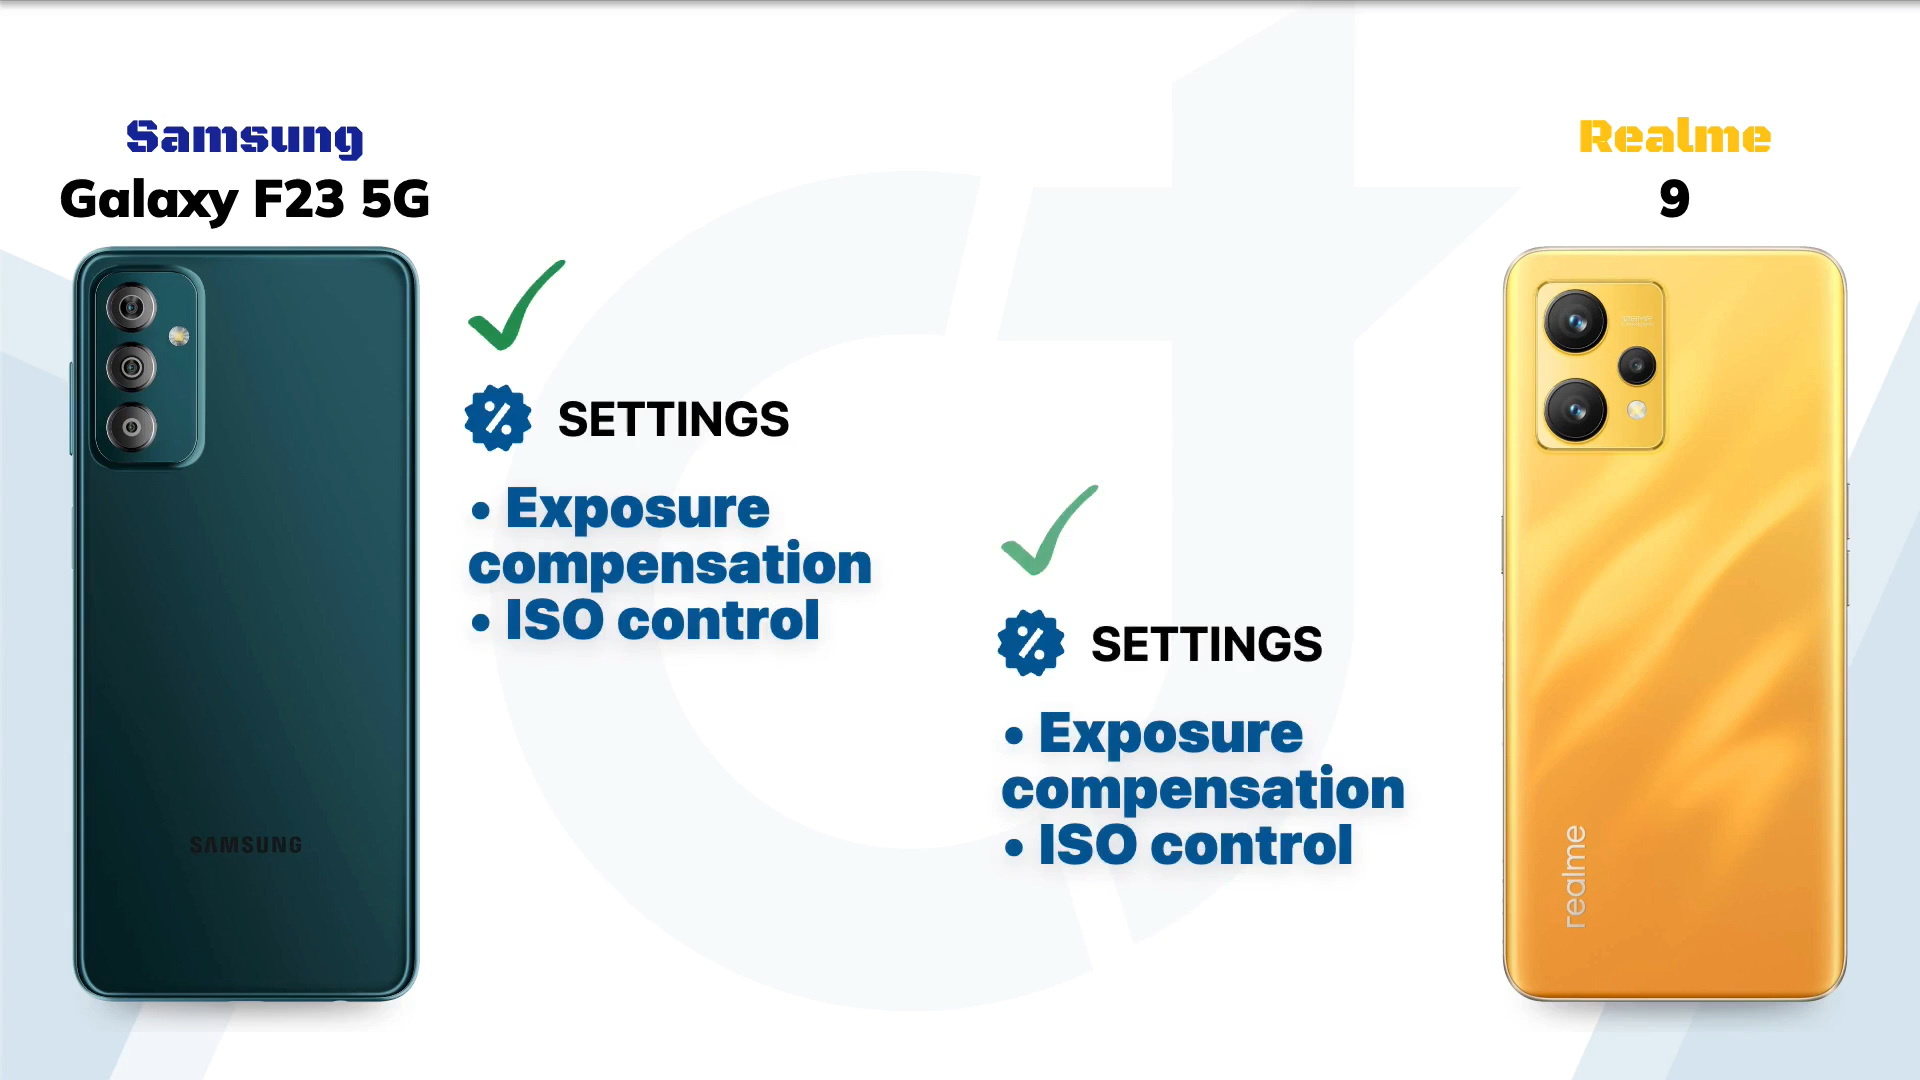 Samsung
Galaxy F23 5G
SAMSUNG
SETTINGS
• Exposure
compensation
• ISO control
SETTINGS
• Exposure
compensation
• ISO control
Realme
9
realme